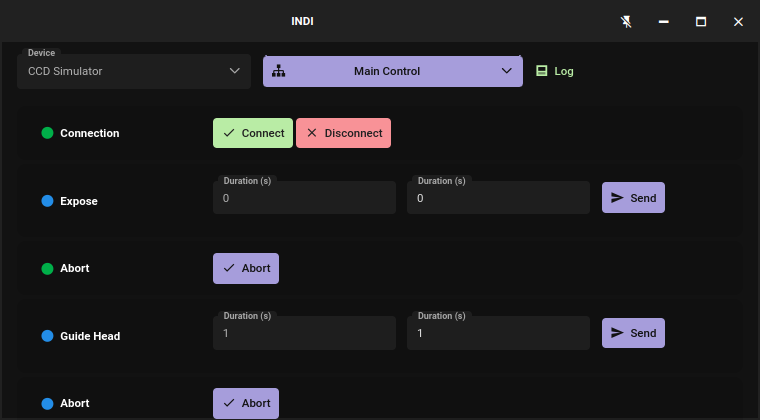 INDI
Device
CCD Simulator
Main Control
Log
Connection
Connect
Disconnect
Expose
Duration (s)
0
Duration (s)
0
Send
Abort
Abort
Guide Head
Duration (s)
1
Duration (s)
1
Send
Abort
Abort